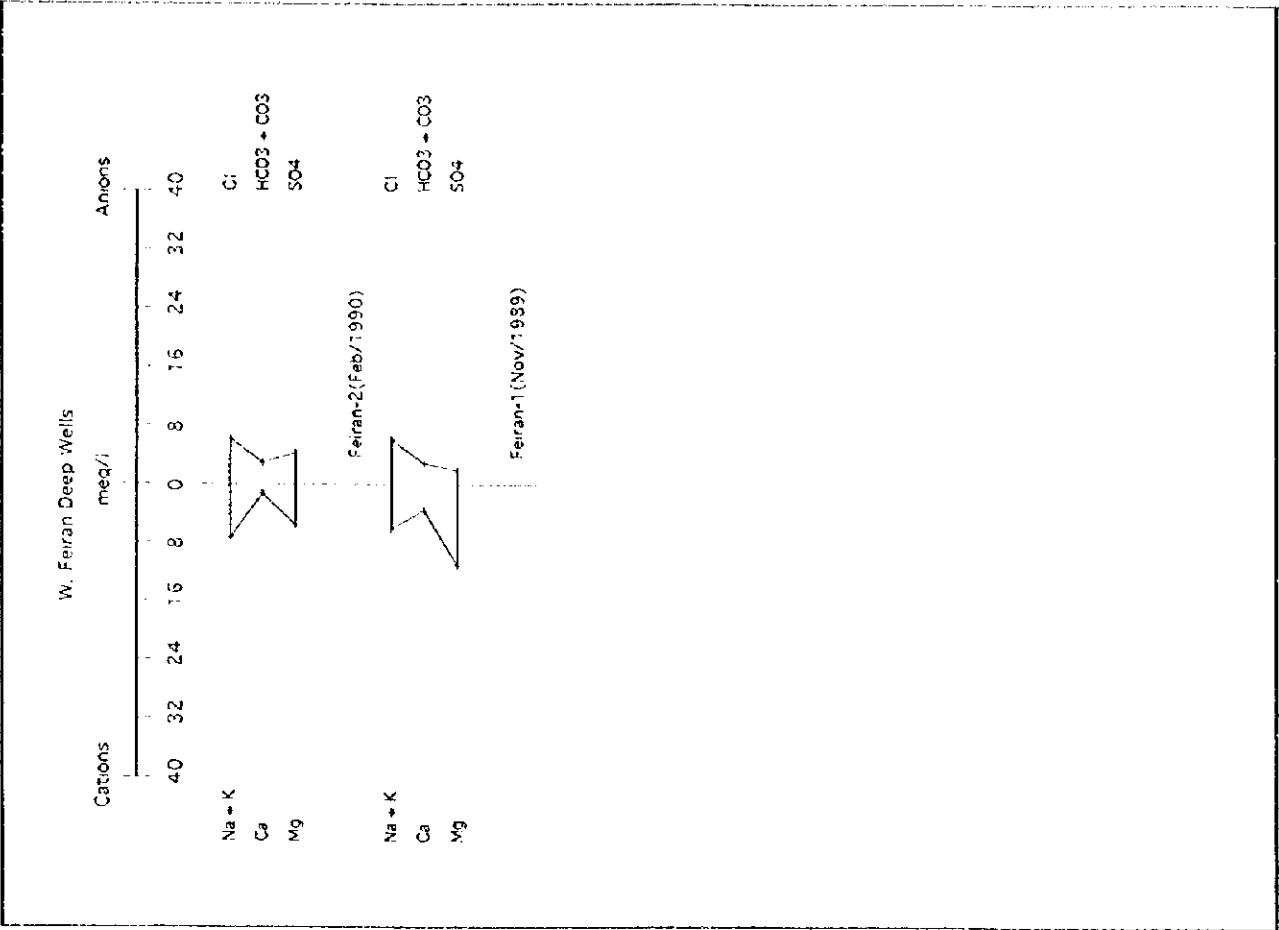 W. Feiran Deep Wells
Cations meq/l Anions
40 32 24 16 8 0 8 16 24 32 40
Na + K Cl
Ca HCO3 + CO3
Mg SO4
Feiran-2(Feb/1990)
Na + K Cl
Ca HCO3 + CO3
Mg SO4
Feiran-1(Nov/1989)